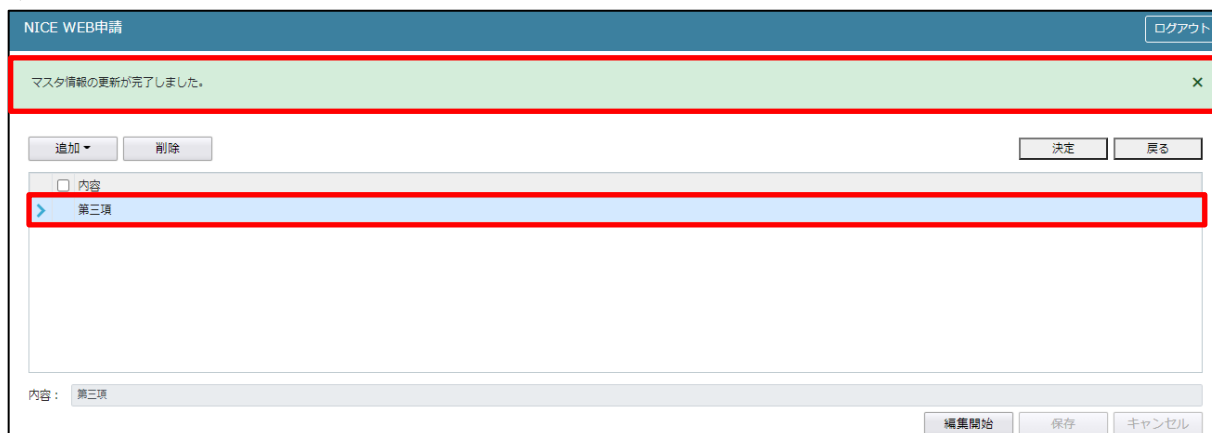 NICE WEB申請 ログアウト
マスタ情報の更新が完了しました。 ×
追加 削除 決定 戻る
内容
第三項
内容: 第三項
編集開始 保存 キャンセル